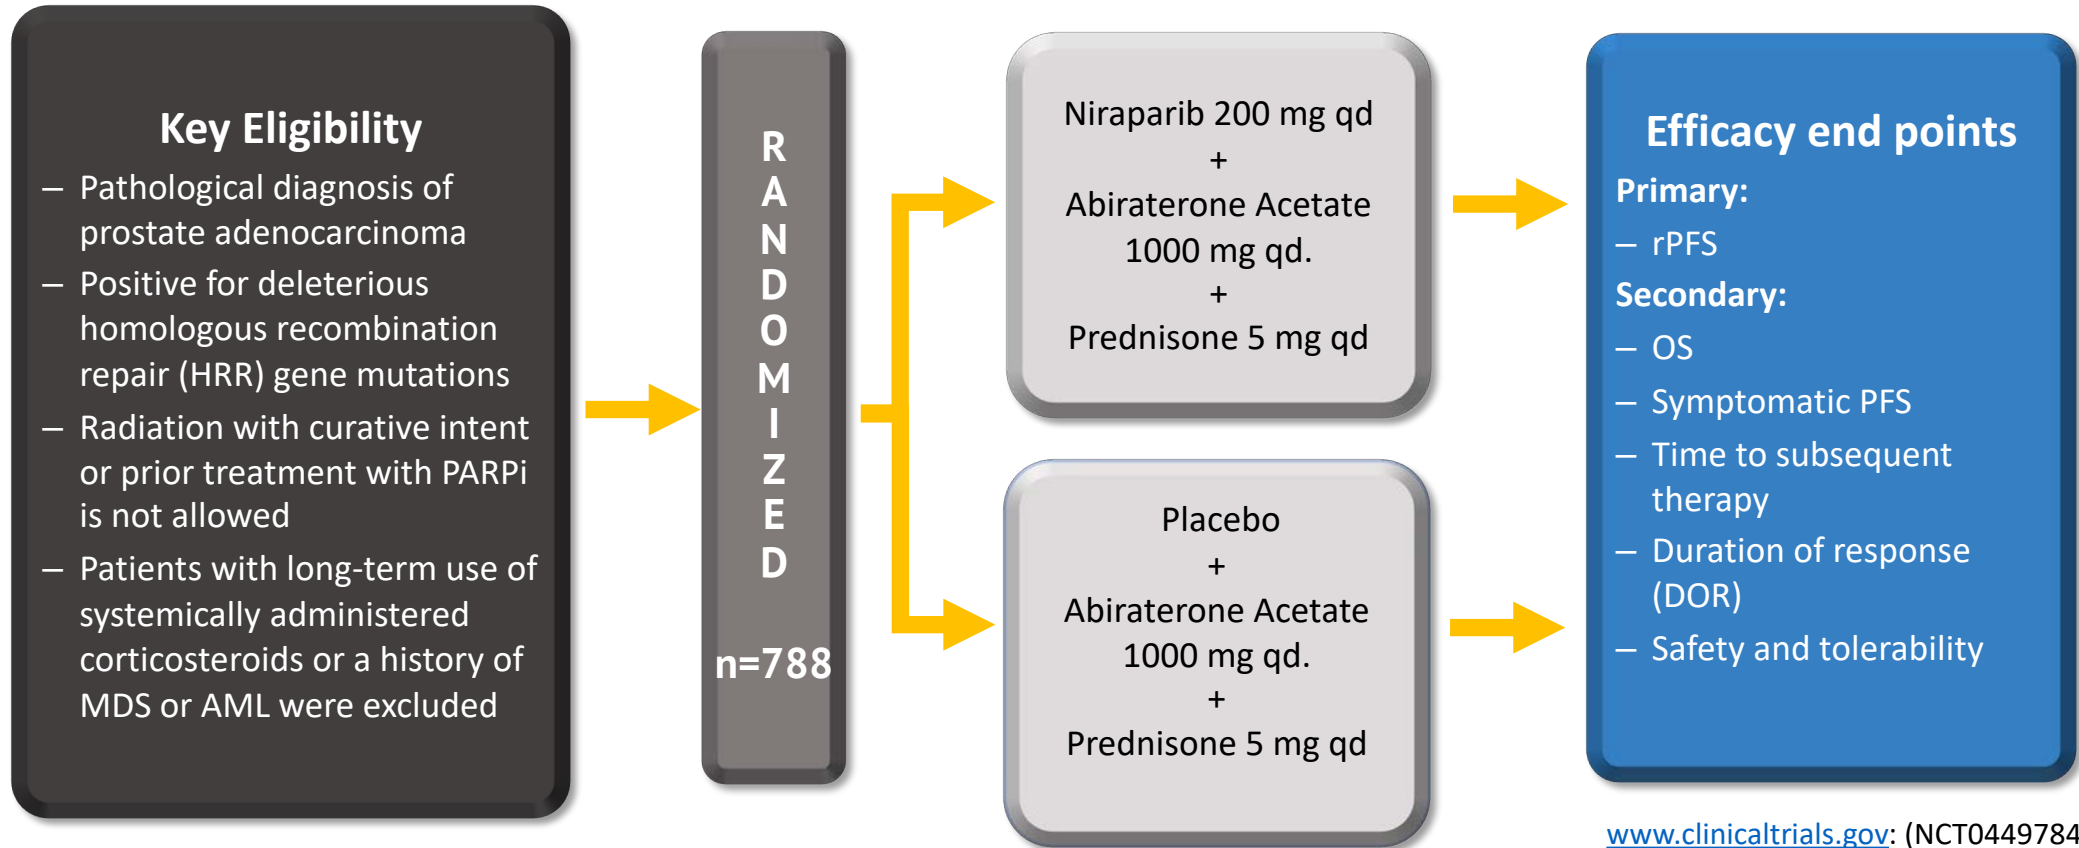 Key Eligibility
– Pathological diagnosis of
prostate adenocarcinoma
– Positive for deleterious
homologous recombination
repair (HRR) gene mutations
– Radiation with curative intent
or prior treatment with PARPi
is not allowed
– Patients with long-term use of
systemically administered
corticosteroids or a history of
MDS or AML were excluded
RANDOMIZED
n=788
Niraparib 200 mg qd
+
Abiraterone Acetate
1000 mg qd.
+
Prednisone 5 mg qd
Placebo
+
Abiraterone Acetate
1000 mg qd.
+
Prednisone 5 mg qd
Efficacy end points
Primary:
– rPFS
Secondary:
– OS
– Symptomatic PFS
– Time to subsequent
therapy
– Duration of response
(DOR)
– Safety and tolerability
www.clinicaltrials.gov: (NCT0449784